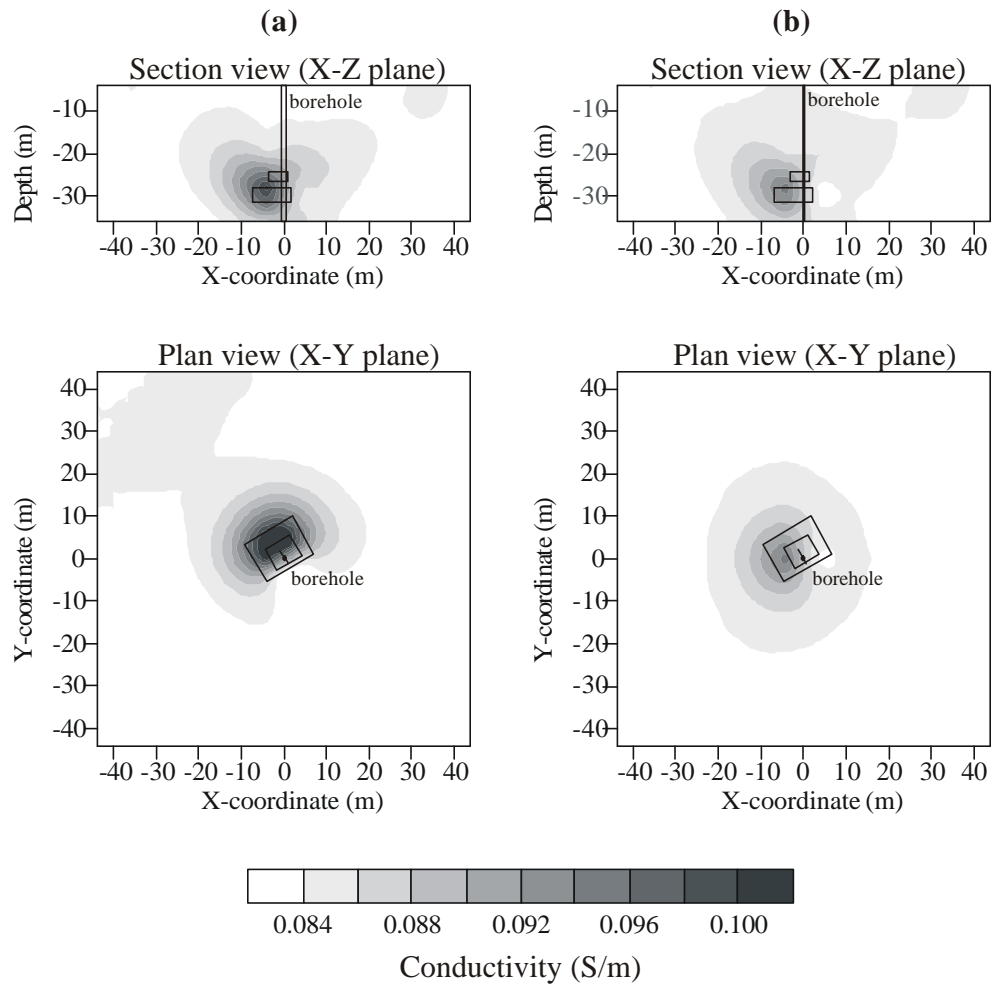 (a)
(b)
Section view (X-Z plane)
Section view (X-Z plane)
borehole
borehole
-10
-20
-30
Depth (m)
-10
-20
-30
Depth (m)
-40 -30 -20 -10 0 10 20 30 40
X-coordinate (m)
-40 -30 -20 -10 0 10 20 30 40
X-coordinate (m)
Plan view (X-Y plane)
Plan view (X-Y plane)
40
30
20
10
0
-10
-20
-30
-40
Y-coordinate (m)
borehole
40
30
20
10
0
-10
-20
-30
-40
Y-coordinate (m)
borehole
-40 -30 -20 -10 0 10 20 30 40
X-coordinate (m)
-40 -30 -20 -10 0 10 20 30 40
X-coordinate (m)
0.084 0.088 0.092 0.096 0.100
Conductivity (S/m)